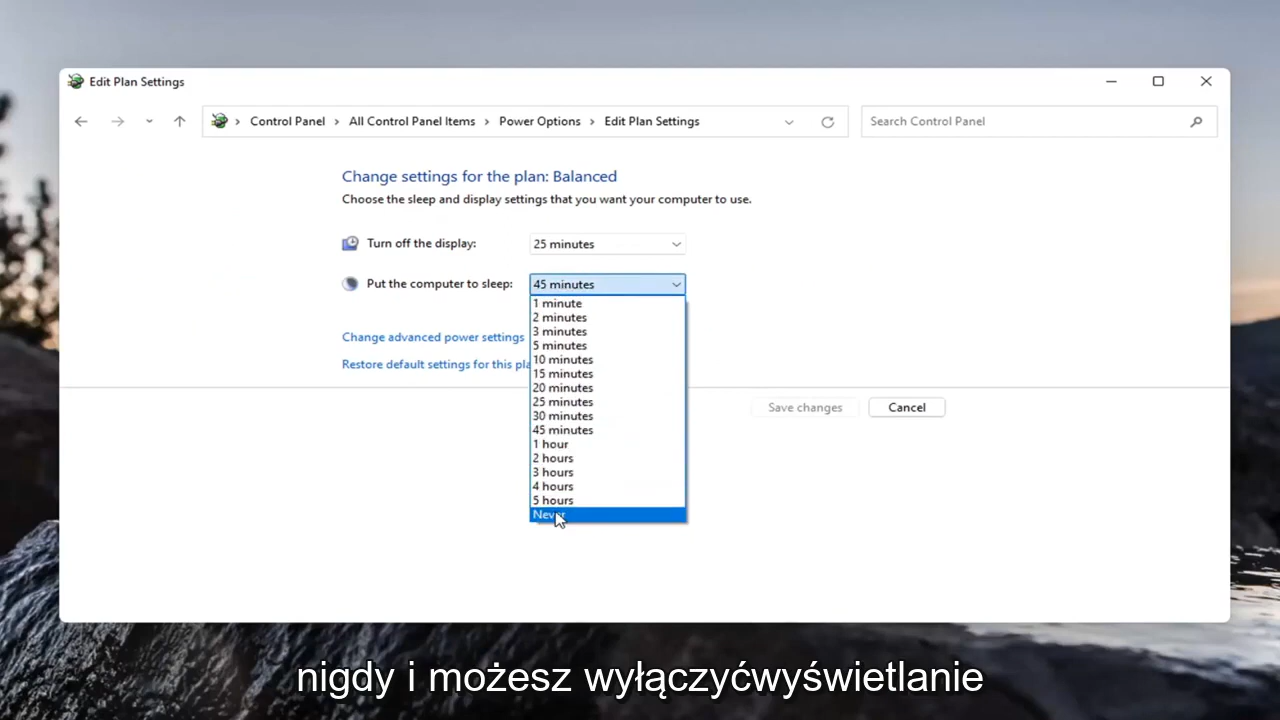 Edit Plan Settings
Control Panel > All Control Panel Items > Power Options > Edit Plan Settings
Search Control Panel
Change settings for the plan: Balanced
Choose the sleep and display settings that you want your computer to use.
Turn off the display: 25 minutes
Put the computer to sleep: 45 minutes
1 minute
2 minutes
3 minutes
5 minutes
10 minutes
15 minutes
20 minutes
25 minutes
30 minutes
45 minutes
1 hour
2 hours
3 hours
4 hours
5 hours
Never
Change advanced power settings
Restore default settings for this pla
Save changes
Cancel
nigdy i możesz wyłączyćwyświetlanie